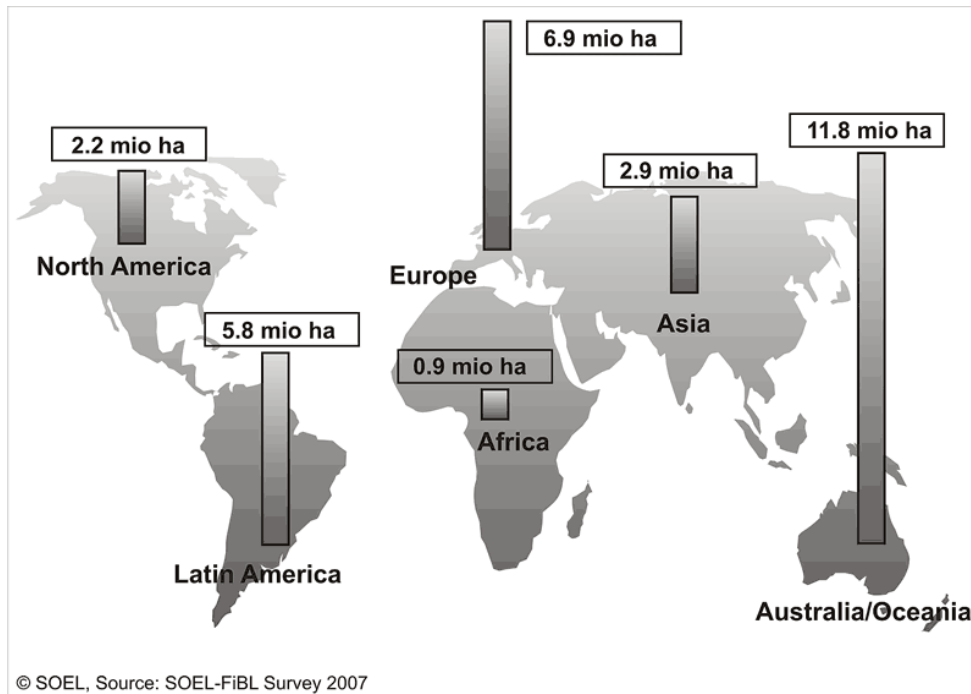 6.9 mio ha
11.8 mio ha
2.2 mio ha
2.9 mio ha
North America
Europe
Asia
5.8 mio ha
0.9 mio ha
Africa
Latin America
Australia/Oceania
© SOEL, Source: SOEL-FiBL Survey 2007